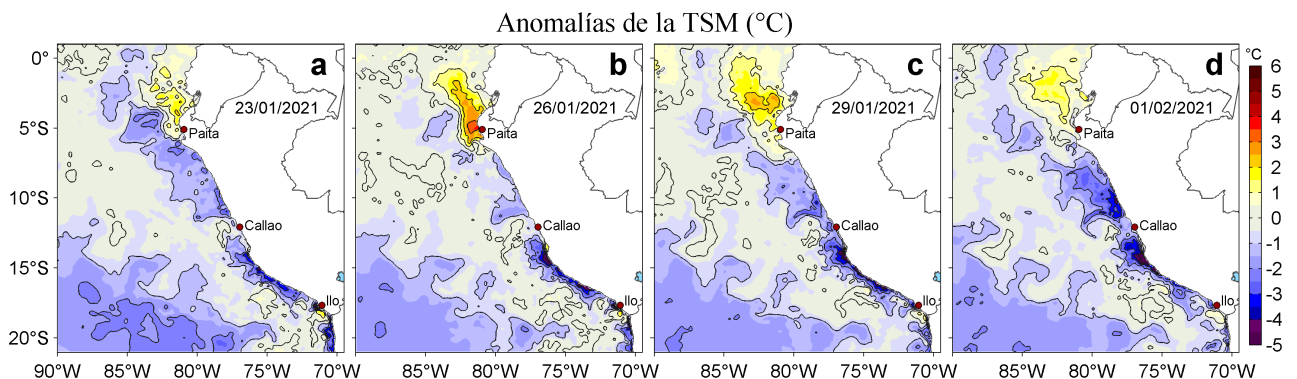 Anomalías de la TSM (°C)
a b c d
23/01/2021 26/01/2021 29/01/2021 01/02/2021
Paita Paita Paita Paita
Callao Callao Callao Callao
Ilo Ilo Ilo Ilo
0°
5°S
10°S
15°S
20°S
90°W 85°W 80°W 75°W 70°W 85°W 80°W 75°W 70°W 85°W 80°W 75°W 70°W 85°W 80°W 75°W 70°W
°C
6
5
4
3
2
1
0
-1
-2
-3
-4
-5